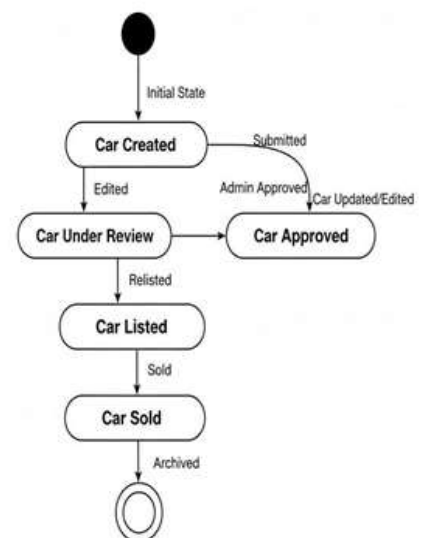 Initial State
Car Created
Submitted
Edited
Admin Approved
Car Updated/Edited
Car Under Review
Car Approved
Relisted
Car Listed
Sold
Car Sold
Archived